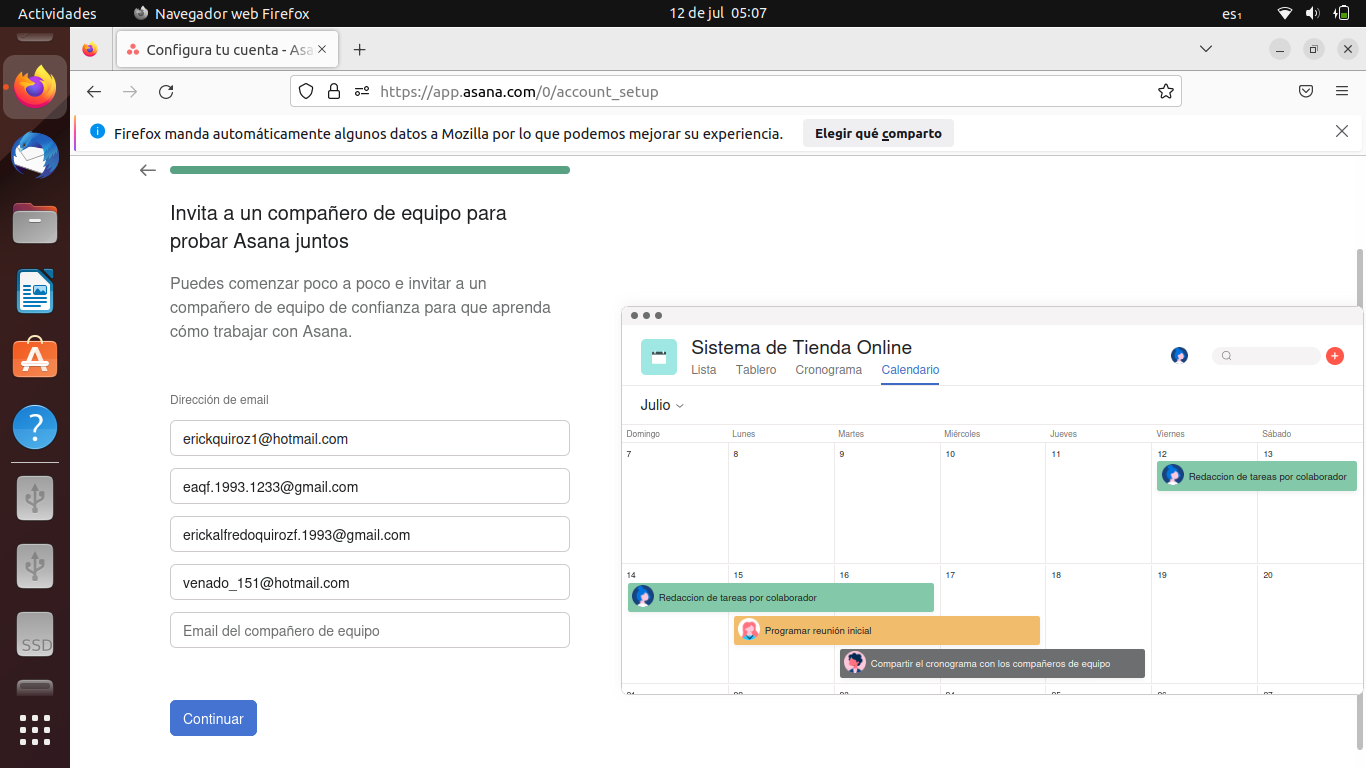 Actividades
Navegador web Firefox
12 de jul 05:07
es₁
Configura tu cuenta - Asa
https://app.asana.com/0/account_setup
Firefox manda automáticamente algunos datos a Mozilla por lo que podemos mejorar su experiencia.
Elegir qué comparto
Invita a un compañero de equipo para
probar Asana juntos
Puedes comenzar poco a poco e invitar a un
compañero de equipo de confianza para que aprenda
cómo trabajar con Asana.
Dirección de email
erickquiroz1@hotmail.com
eaqf.1993.1233@gmail.com
erickalfredoquirozf.1993@gmail.com
venado_151@hotmail.com
Email del compañero de equipo
Continuar
Sistema de Tienda Online
Lista Tablero Cronograma Calendario
Julio
Domingo Lunes Martes Miércoles Jueves Viernes Sábado
7 8 9 10 11 12 13
Redaccion de tareas por colaborador
14 15 16 17 18 19 20
Redaccion de tareas por colaborador
Programar reunión inicial
Compartir el cronograma con los compañeros de equipo
SSD